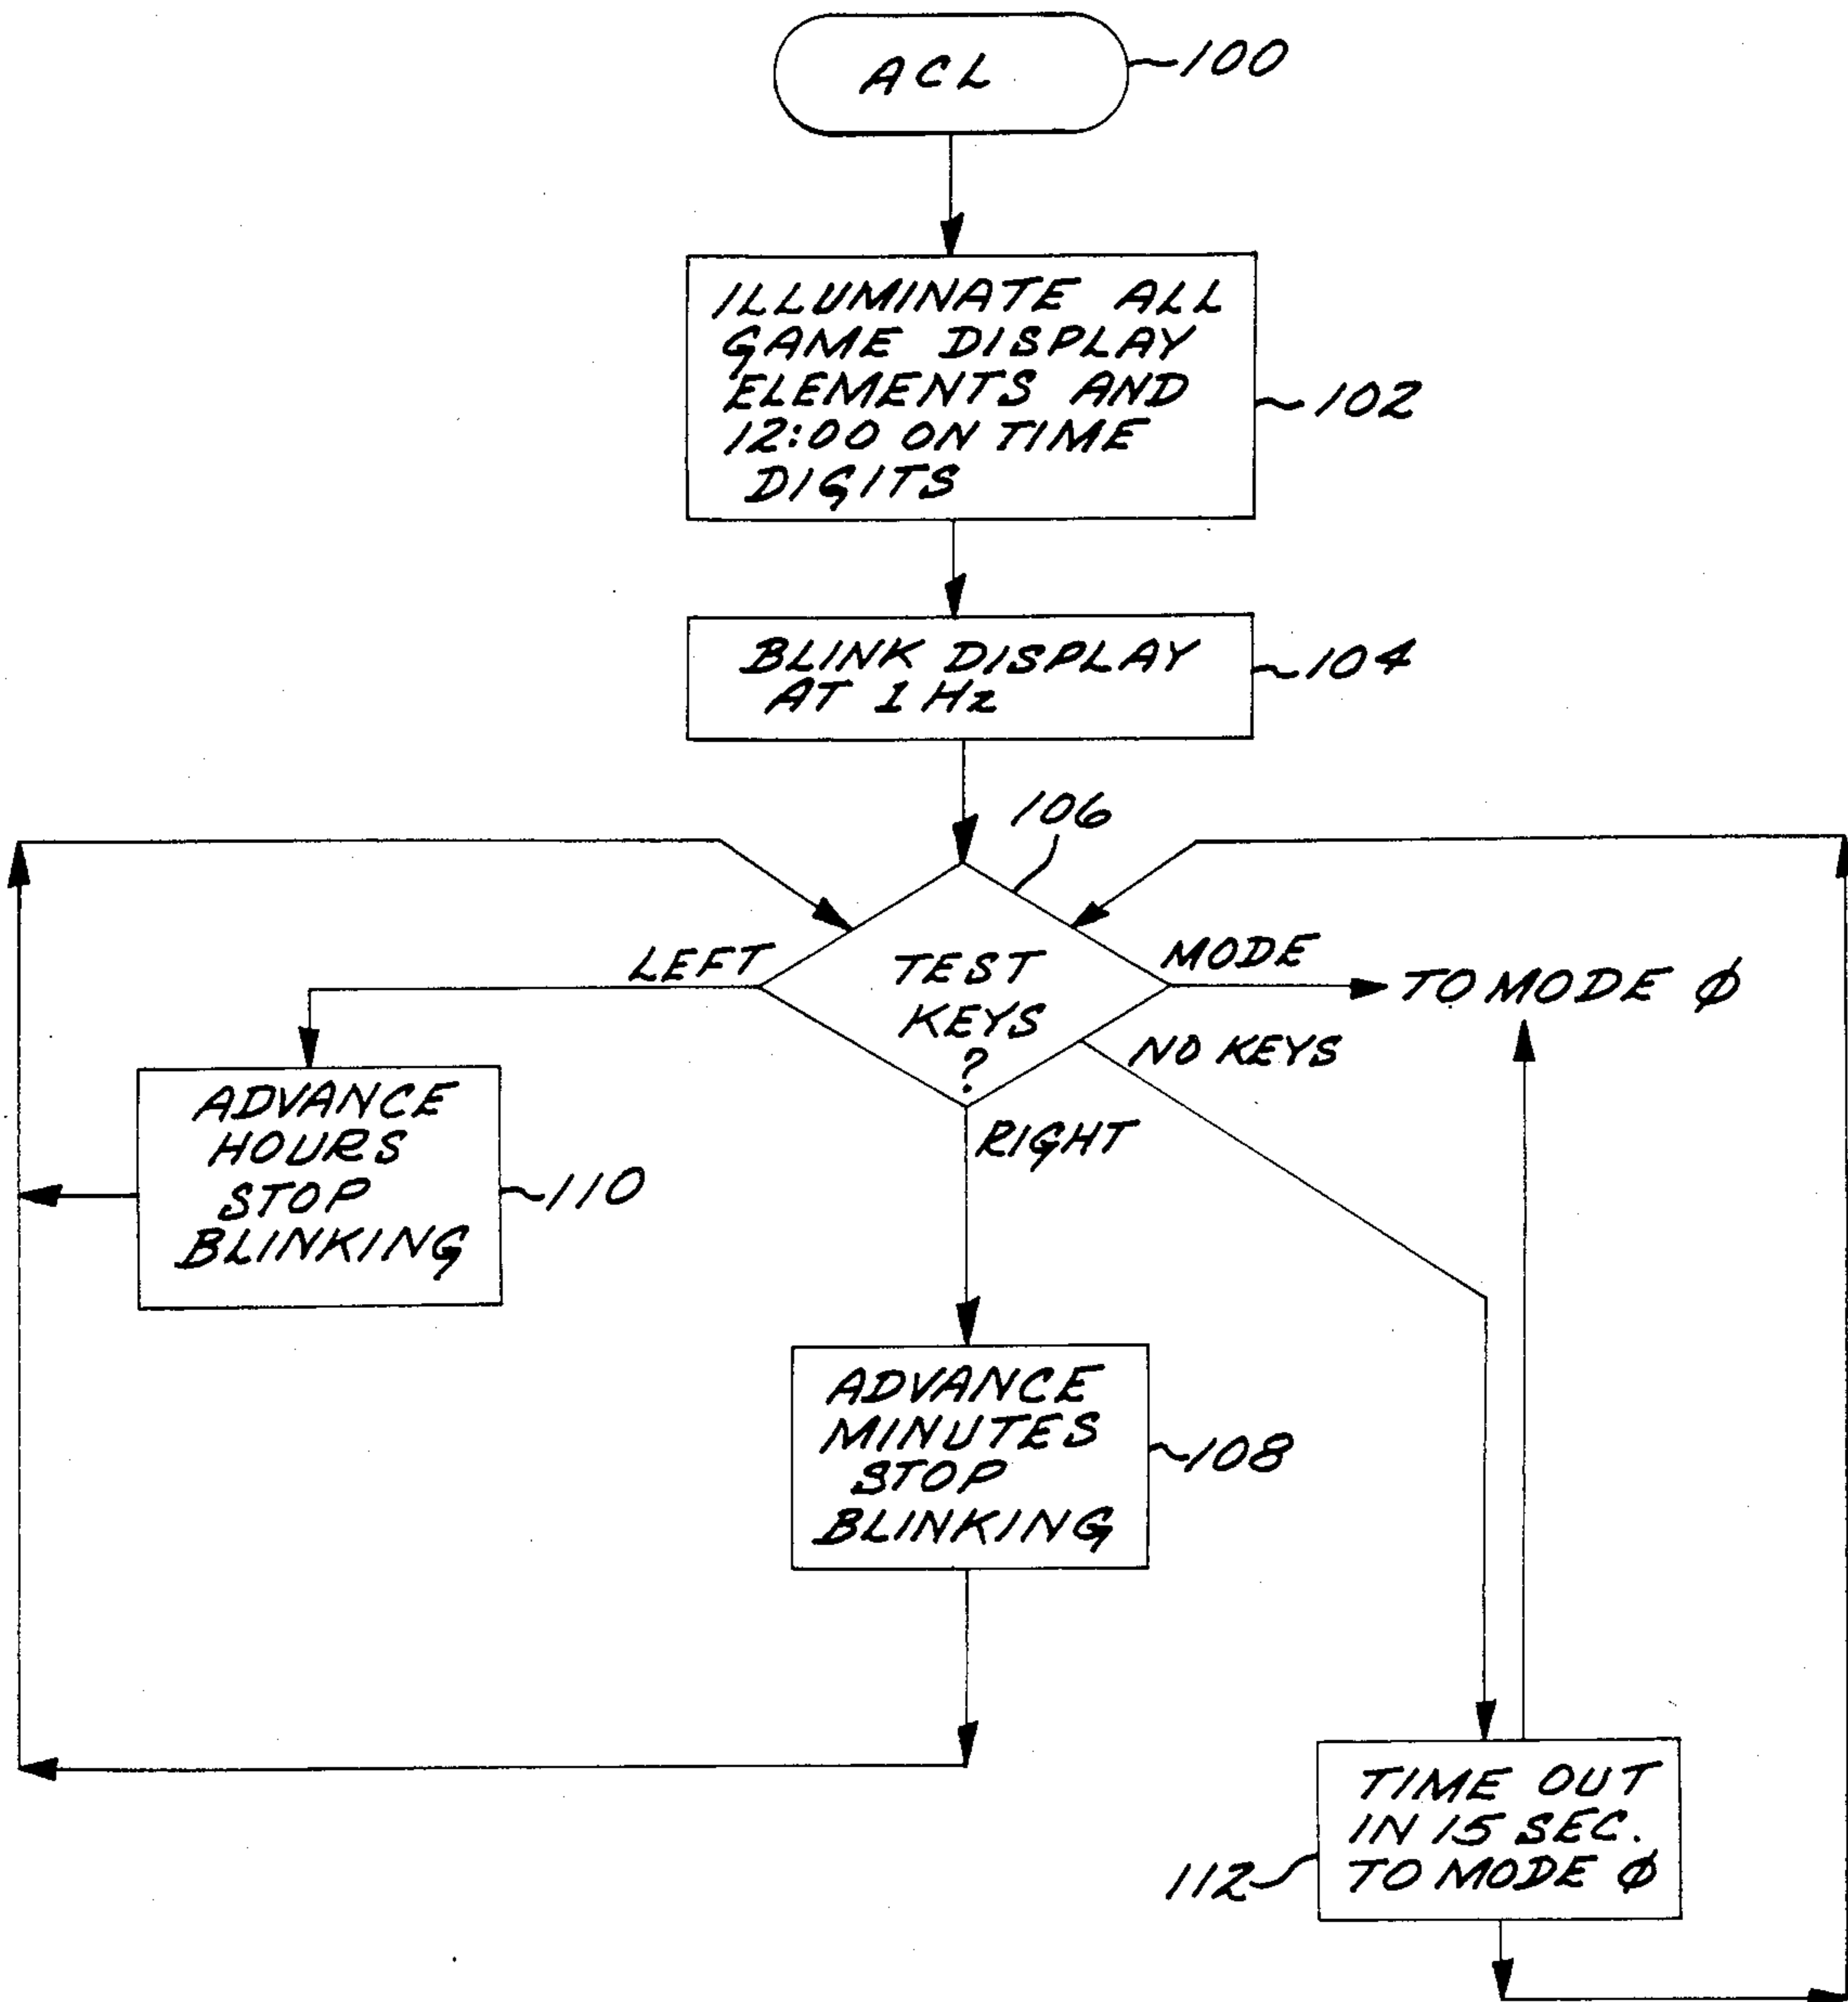 ACL
100
ILLUMINATE ALL
GAME DISPLAY
ELEMENTS AND
12:00 ON TIME
DIGITS
102
BLINK DISPLAY
AT 1 Hz
104
106
LEFT
TEST
KEYS
?
MODE
TO MODE ϕ
NO KEYS
RIGHT
ADVANCE
HOURS
STOP
BLINKING
110
ADVANCE
MINUTES
STOP
BLINKING
108
TIME OUT
IN 15 SEC.
TO MODE ϕ
112